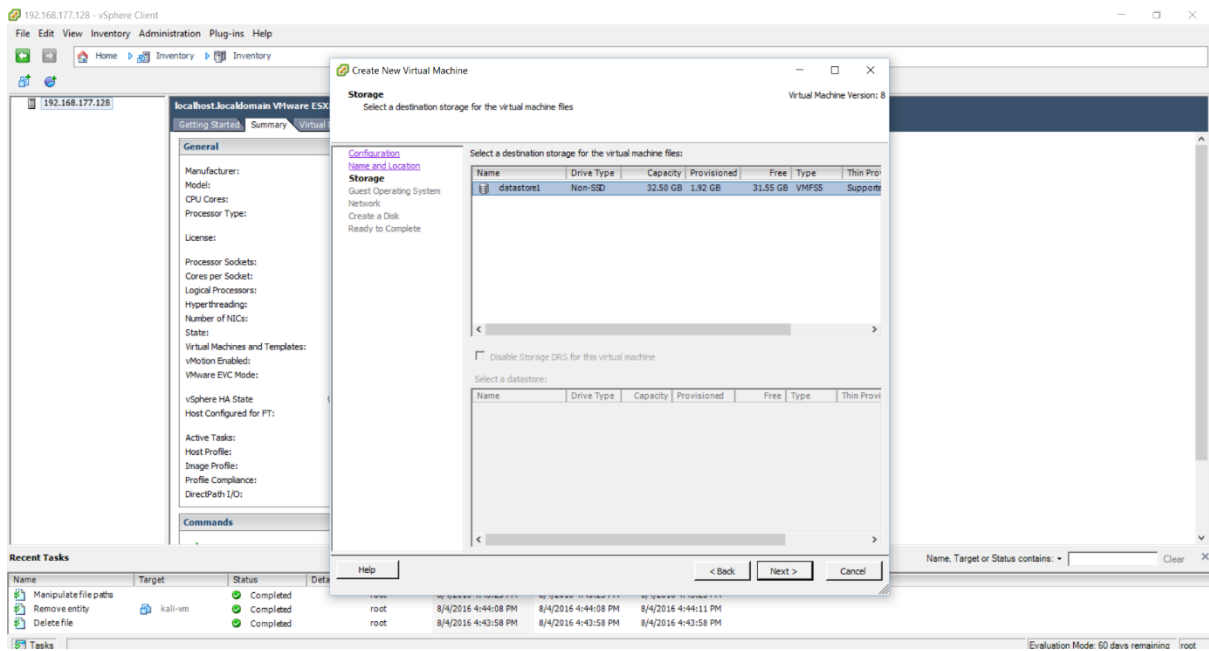 192.168.177.128 - vSphere Client
File Edit View Inventory Administration Plug-ins Help
Home Inventory Inventory
192.168.177.128
localhost.localdomain VMware ESX
Getting Started Summary Virtual
General
Manufacturer:
Model:
CPU Cores:
Processor Type:
License:
Processor Sockets:
Cores per Socket:
Logical Processors:
Hyperthreading:
Number of NICs:
State:
Virtual Machines and Templates:
vMotion Enabled:
VMware EVC Mode:
vSphere HA State
Host Configured for FT:
Active Tasks:
Host Profile:
Image Profile:
Profile Compliance:
DirectPath I/O:
Commands
Create New Virtual Machine
Storage
Select a destination storage for the virtual machine files
Virtual Machine Version: 8
Configuration
Name and Location
Storage
Guest Operating System
Network
Create a Disk
Ready to Complete
Select a destination storage for the virtual machine files:
Name Drive Type Capacity Provisioned Free Type Thin Pro
datastore1 Non-SSD 32.50 GB 1.92 GB 31.55 GB VMFS5 Supporte
Disable Storage DRS for this virtual machine
Select a datastore:
Name Drive Type Capacity Provisioned Free Type Thin Provi
Help < Back Next > Cancel
Recent Tasks
Name, Target or Status contains: Clear
Name Target Status Deta
Manipulate file paths Completed
Remove entity kali-vm Completed root 8/4/2016 4:44:08 PM 8/4/2016 4:44:08 PM 8/4/2016 4:44:11 PM
Delete file Completed root 8/4/2016 4:43:58 PM 8/4/2016 4:43:58 PM 8/4/2016 4:43:58 PM
Tasks Evaluation Mode: 60 days remaining root